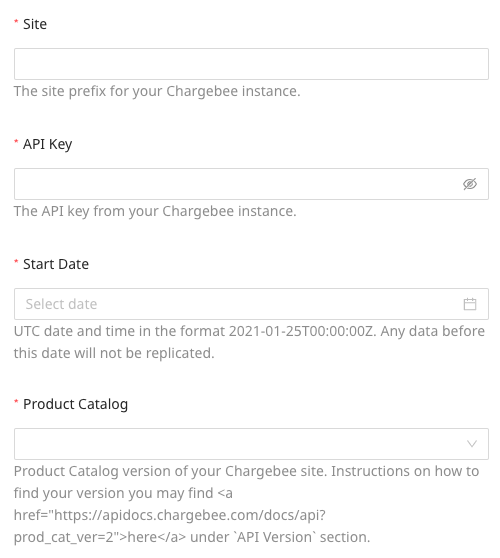 * Site
The site prefix for your Chargebee instance.
* API Key
The API key from your Chargebee instance.
* Start Date
Select date
UTC date and time in the format 2021-01-25T00:00:00Z. Any data before
this date will not be replicated.
* Product Catalog
Product Catalog version of your Chargebee site. Instructions on how to
find your version you may find <a
href="https://apidocs.chargebee.com/docs/api?
prod_cat_ver=2">here</a> under `API Version` section.